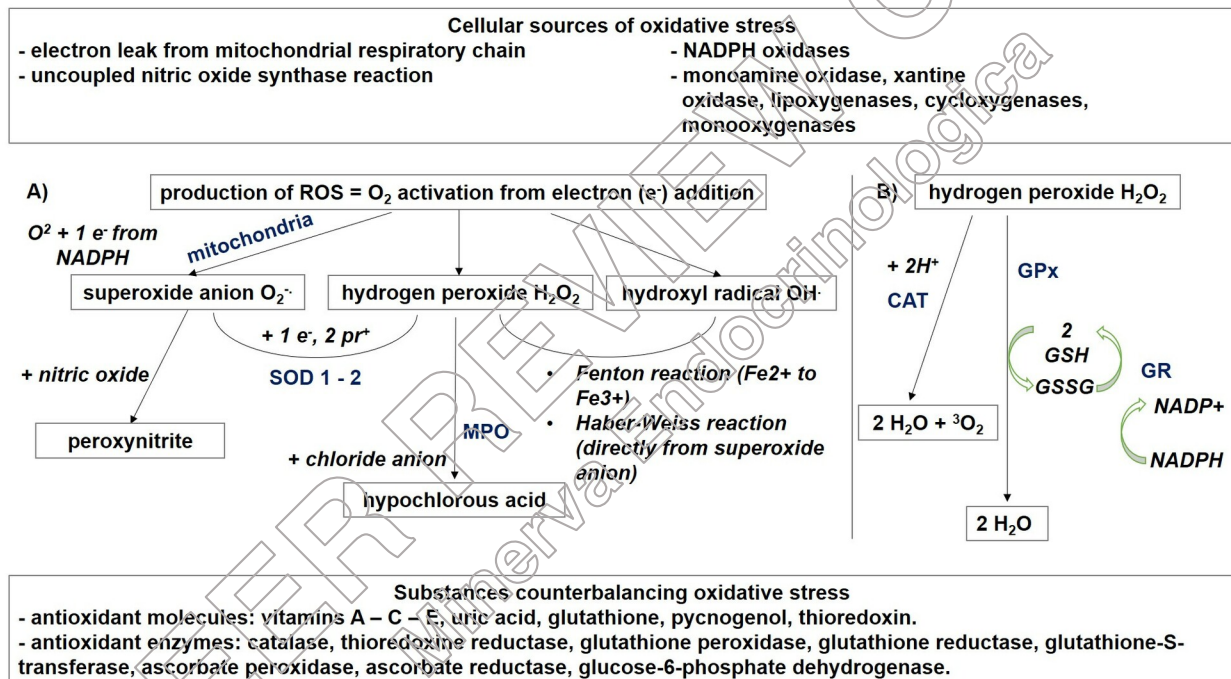 Cellular sources of oxidative stress
- electron leak from mitochondrial respiratory chain
- uncoupled nitric oxide synthase reaction
- NADPH oxidases
- monoamine oxidase, xantine
oxidase, lipoxygenases, cycloxygenases,
monooxygenases
A)
production of ROS = O₂ activation from electron (e⁻) addition
O² + 1 e⁻ from
NADPH
mitochondria
superoxide anion O₂⁻·
hydrogen peroxide H₂O₂
hydroxyl radical OH·
+ 1 e⁻, 2 pr⁺
SOD 1 - 2
+ nitric oxide
peroxynitrite
MPO
+ chloride anion
hypochlorous acid
• Fenton reaction (Fe2+ to
Fe3+)
• Haber-Weiss reaction
(directly from superoxide
anion)
B)
hydrogen peroxide H₂O₂
+ 2H⁺
CAT
GPx
2
GSH
GSSG
GR
NADP+
NADPH
2 H₂O + ³O₂
2 H₂O
Substances counterbalancing oxidative stress
- antioxidant molecules: vitamins A – C – E, uric acid, glutathione, pycnogenol, thioredoxin.
- antioxidant enzymes: catalase, thioredoxine reductase, glutathione peroxidase, glutathione reductase, glutathione-S-
transferase, ascorbate peroxidase, ascorbate reductase, glucose-6-phosphate dehydrogenase.
REVIEW
Minerva Endocrinologica